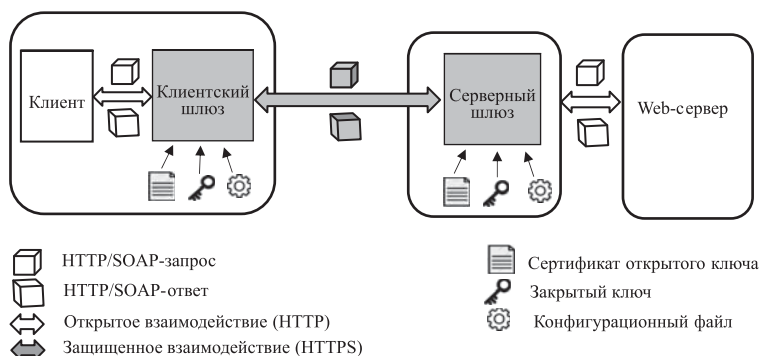 Клиент
Клиентский
шлюз
Серверный
шлюз
Web-сервер
HTTP/SOAP-запрос
HTTP/SOAP-ответ
Открытое взаимодействие (HTTP)
Защищенное взаимодействие (HTTPS)
Сертификат открытого ключа
Закрытый ключ
Конфигурационный файл